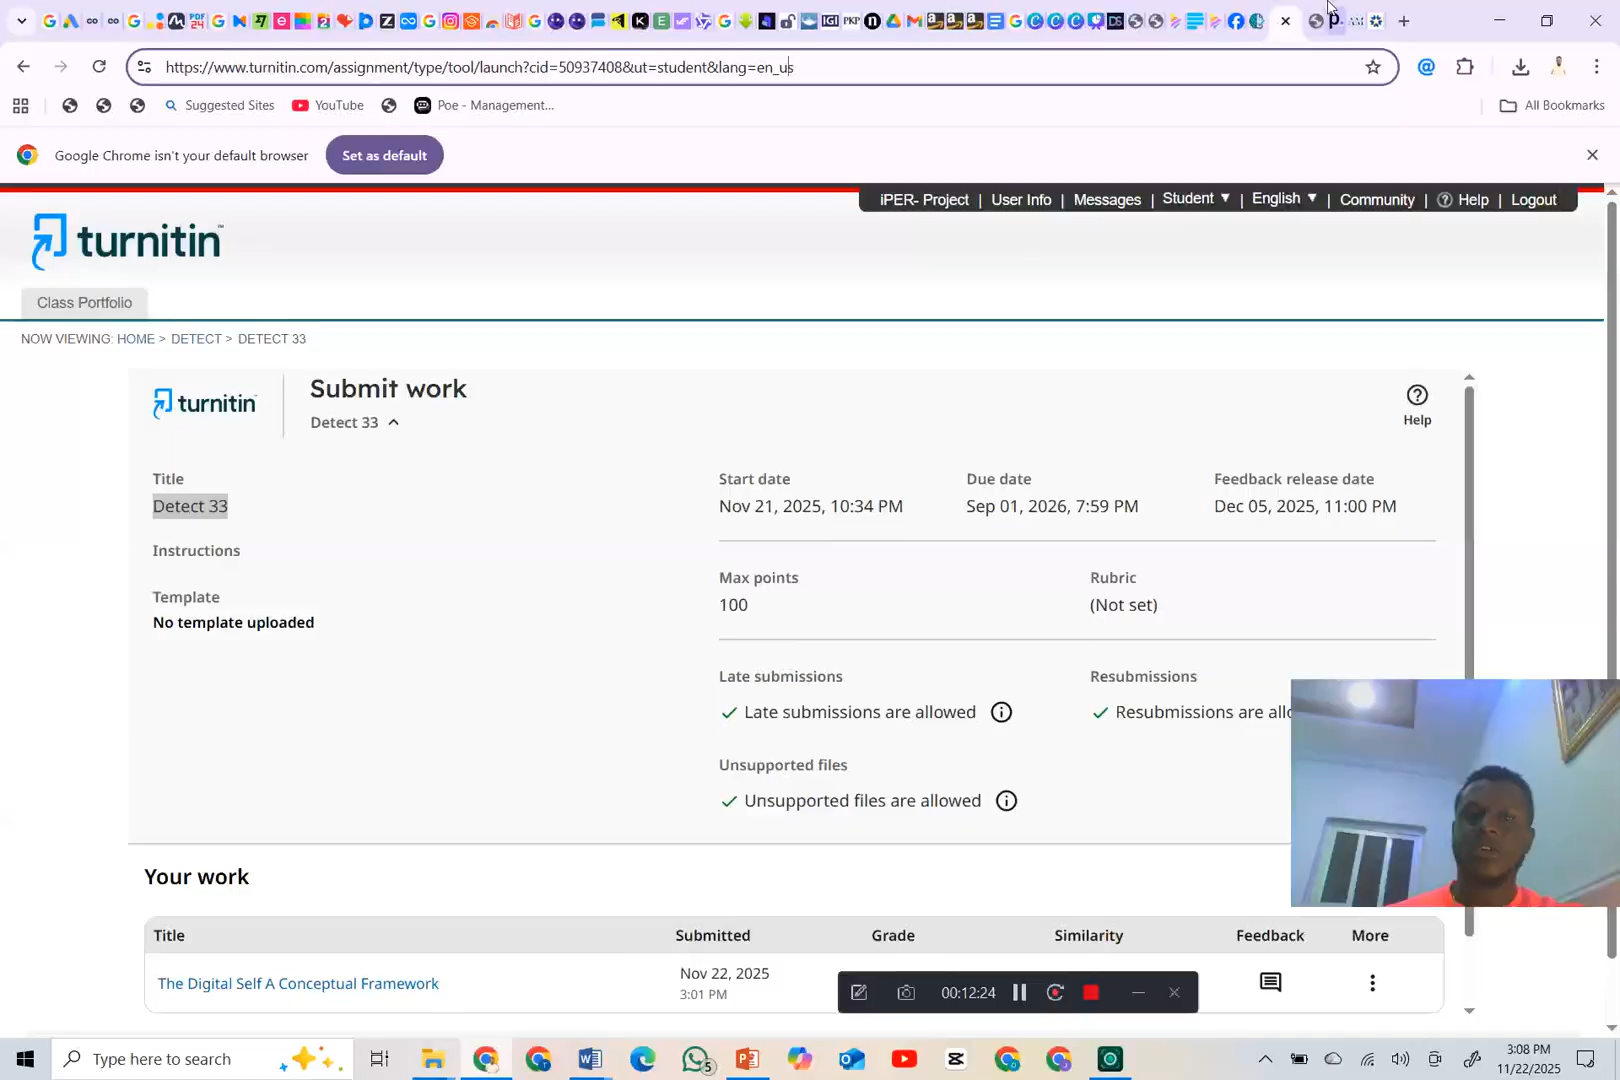 https://www.turnitin.com/assignment/type/tool/launch?cid=50937408&ut=student&lang=en_us
Suggested Sites
YouTube
Poe - Management...
All Bookmarks
Google Chrome isn't your default browser
Set as default
iPER- Project | User Info | Messages | Student ▼ | English ▼ | Community | Help | Logout
turnitin
Class Portfolio
NOW VIEWING: HOME > DETECT > DETECT 33
turnitin
Submit work
Detect 33
Help
Title
Start date
Due date
Feedback release date
Detect 33
Nov 21, 2025, 10:34 PM
Sep 01, 2026, 7:59 PM
Dec 05, 2025, 11:00 PM
Instructions
Max points
Rubric
Template
100
(Not set)
No template uploaded
Late submissions
Resubmissions
Late submissions are allowed
Resubmissions are
Unsupported files
Unsupported files are allowed
Your work
Title
Submitted
Grade
Similarity
Feedback
More
The Digital Self A Conceptual Framework
Nov 22, 2025
3:01 PM
00:12:24
Type here to search
5
3:08 PM
11/22/2025